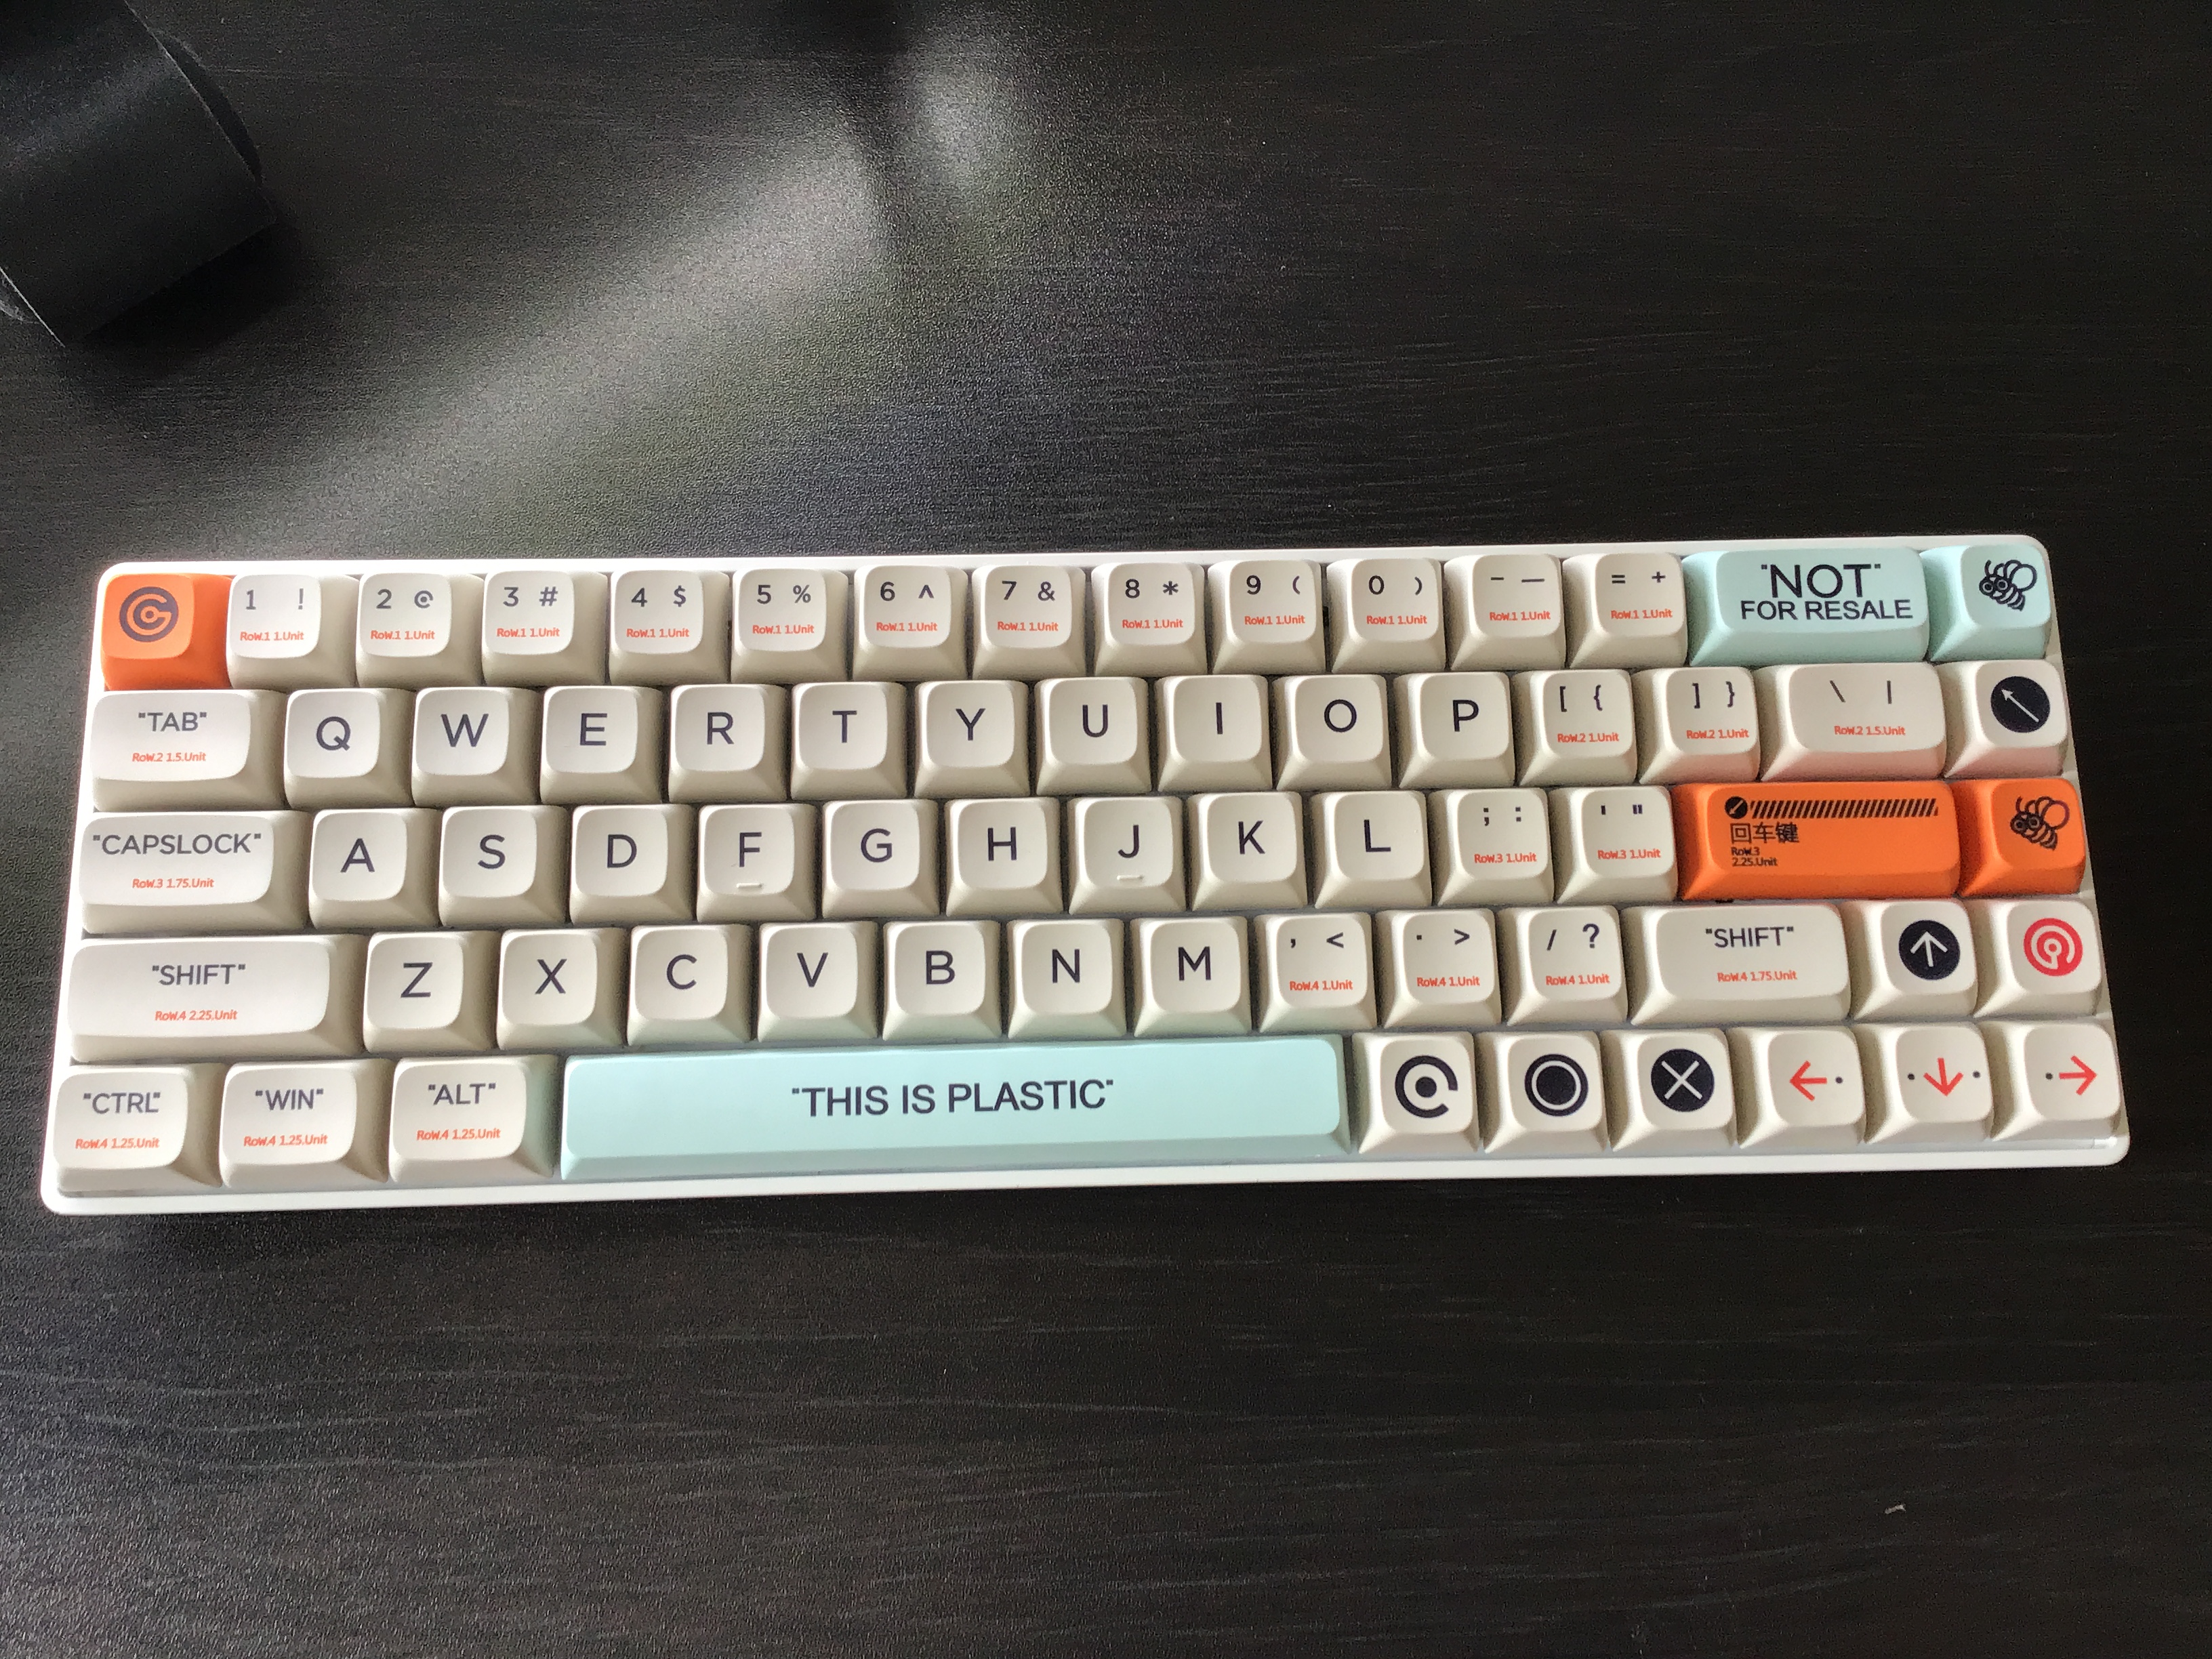 1 !
Row.1 1.Unit
2 @
Row.1 1.Unit
3 #
Row.1 1.Unit
4 $
Row.1 1.Unit
5 %
Row.1 1.Unit
6 ^
Row.1 1.Unit
7 &
Row.1 1.Unit
8 *
Row.1 1.Unit
9 (
Row.1 1.Unit
0 )
Row.1 1.Unit
- —
Row.1 1.Unit
= +
Row.1 1.Unit
"NOT"
FOR RESALE
"TAB"
Row.2 1.5.Unit
Q
W
E
R
T
Y
U
I
O
P
[ {
Row.2 1.Unit
] }
Row.2 1.Unit
\ |
Row.2 1.5.Unit
"CAPSLOCK"
Row.3 1.75.Unit
A
S
D
F
G
H
J
K
L
; :
Row.3 1.Unit
' "
Row.3 1.Unit
回车键
Row.3
2.25.Unit
"SHIFT"
Row.4 2.25.Unit
Z
X
C
V
B
N
M
, <
Row.4 1.Unit
. >
Row.4 1.Unit
/ ?
Row.4 1.Unit
"SHIFT"
Row.4 1.75.Unit
"CTRL"
Row.4 1.25.Unit
"WIN"
Row.4 1.25.Unit
"ALT"
Row.4 1.25.Unit
"THIS IS PLASTIC"